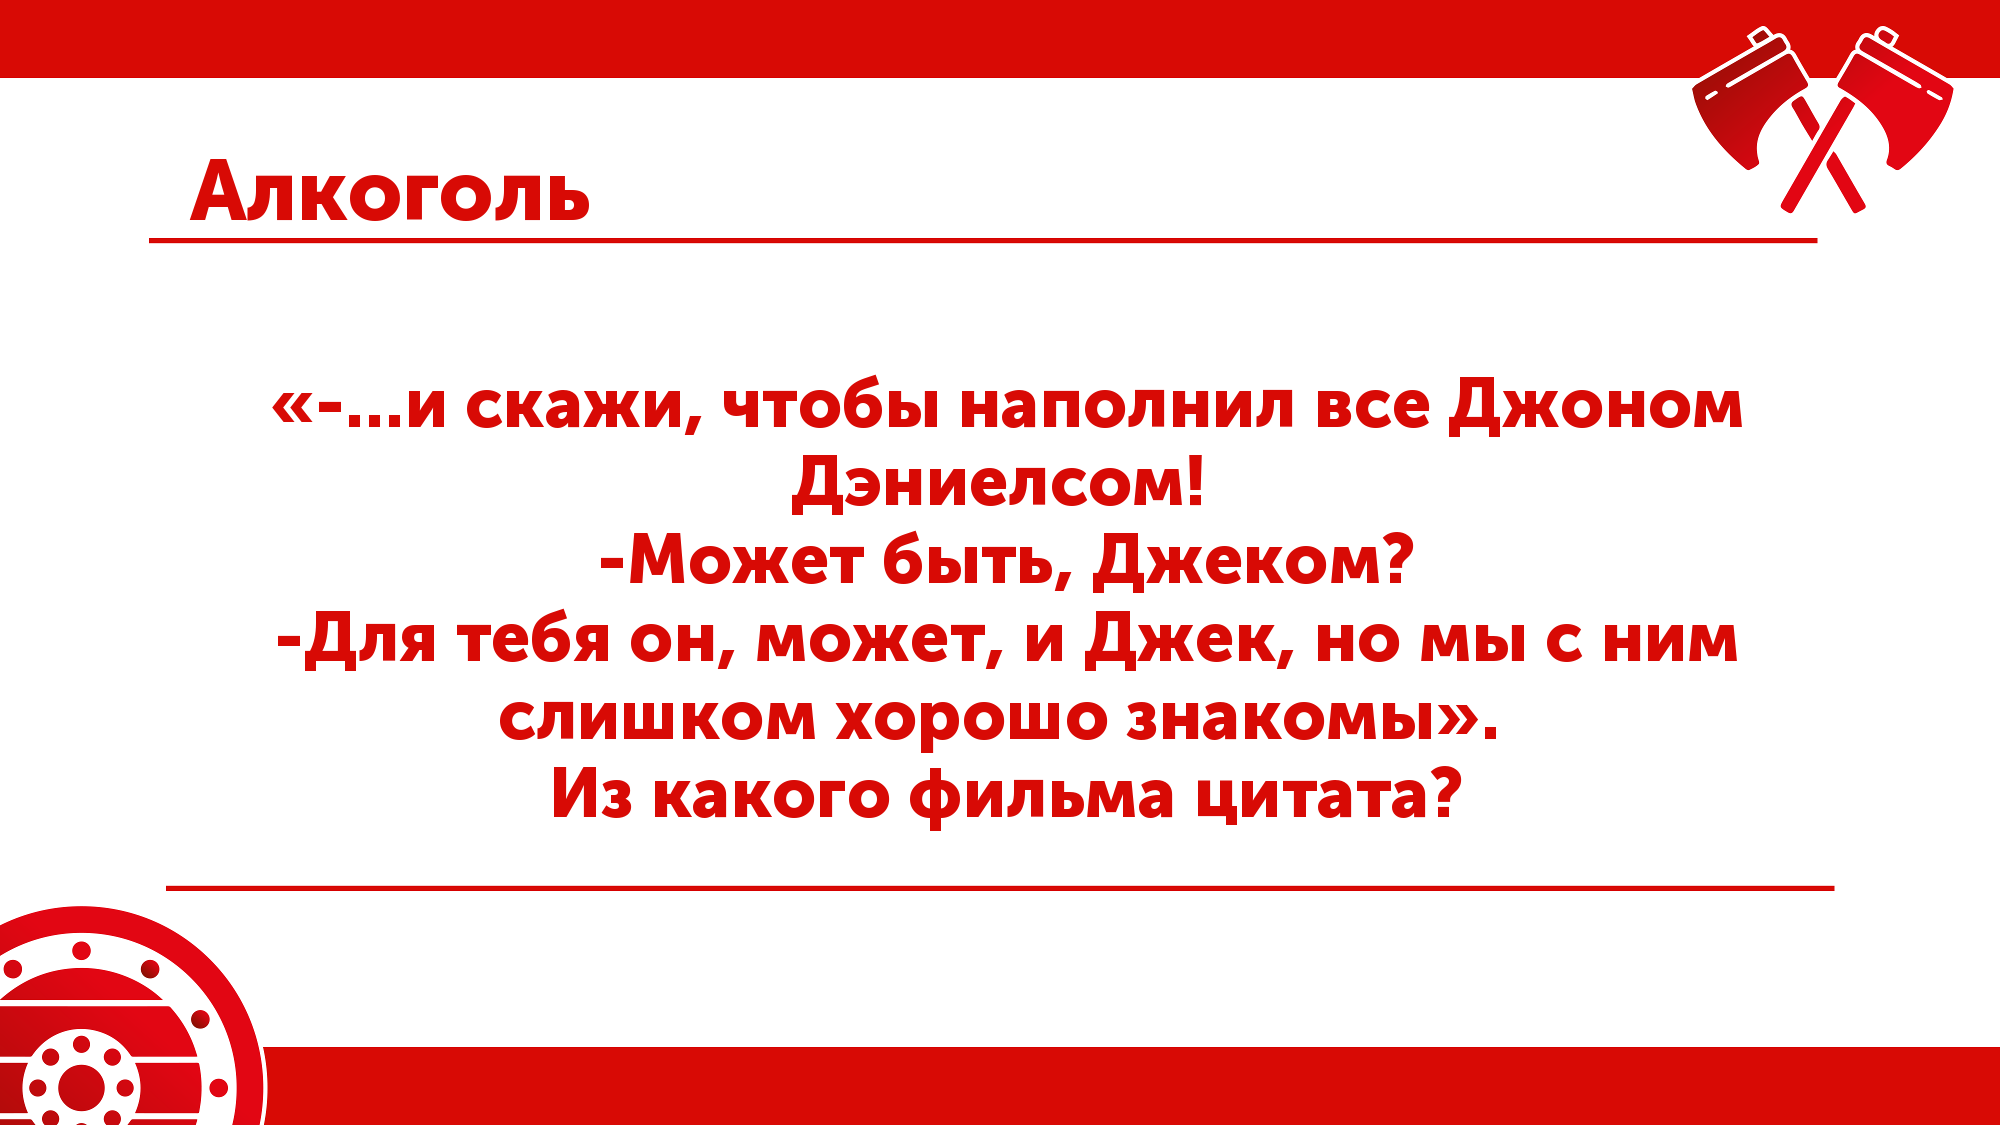 Алкоголь
«-...и скажи, чтобы наполнил все Джоном
Дэниелсом!
-Может быть, Джеком?
-Для тебя он, может, и Джек, но мы с ним
слишком хорошо знакомы».
Из какого фильма цитата?